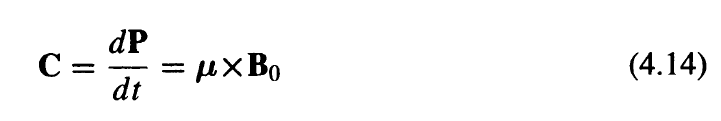 C = dP/dt = μ × B₀ (4.14)